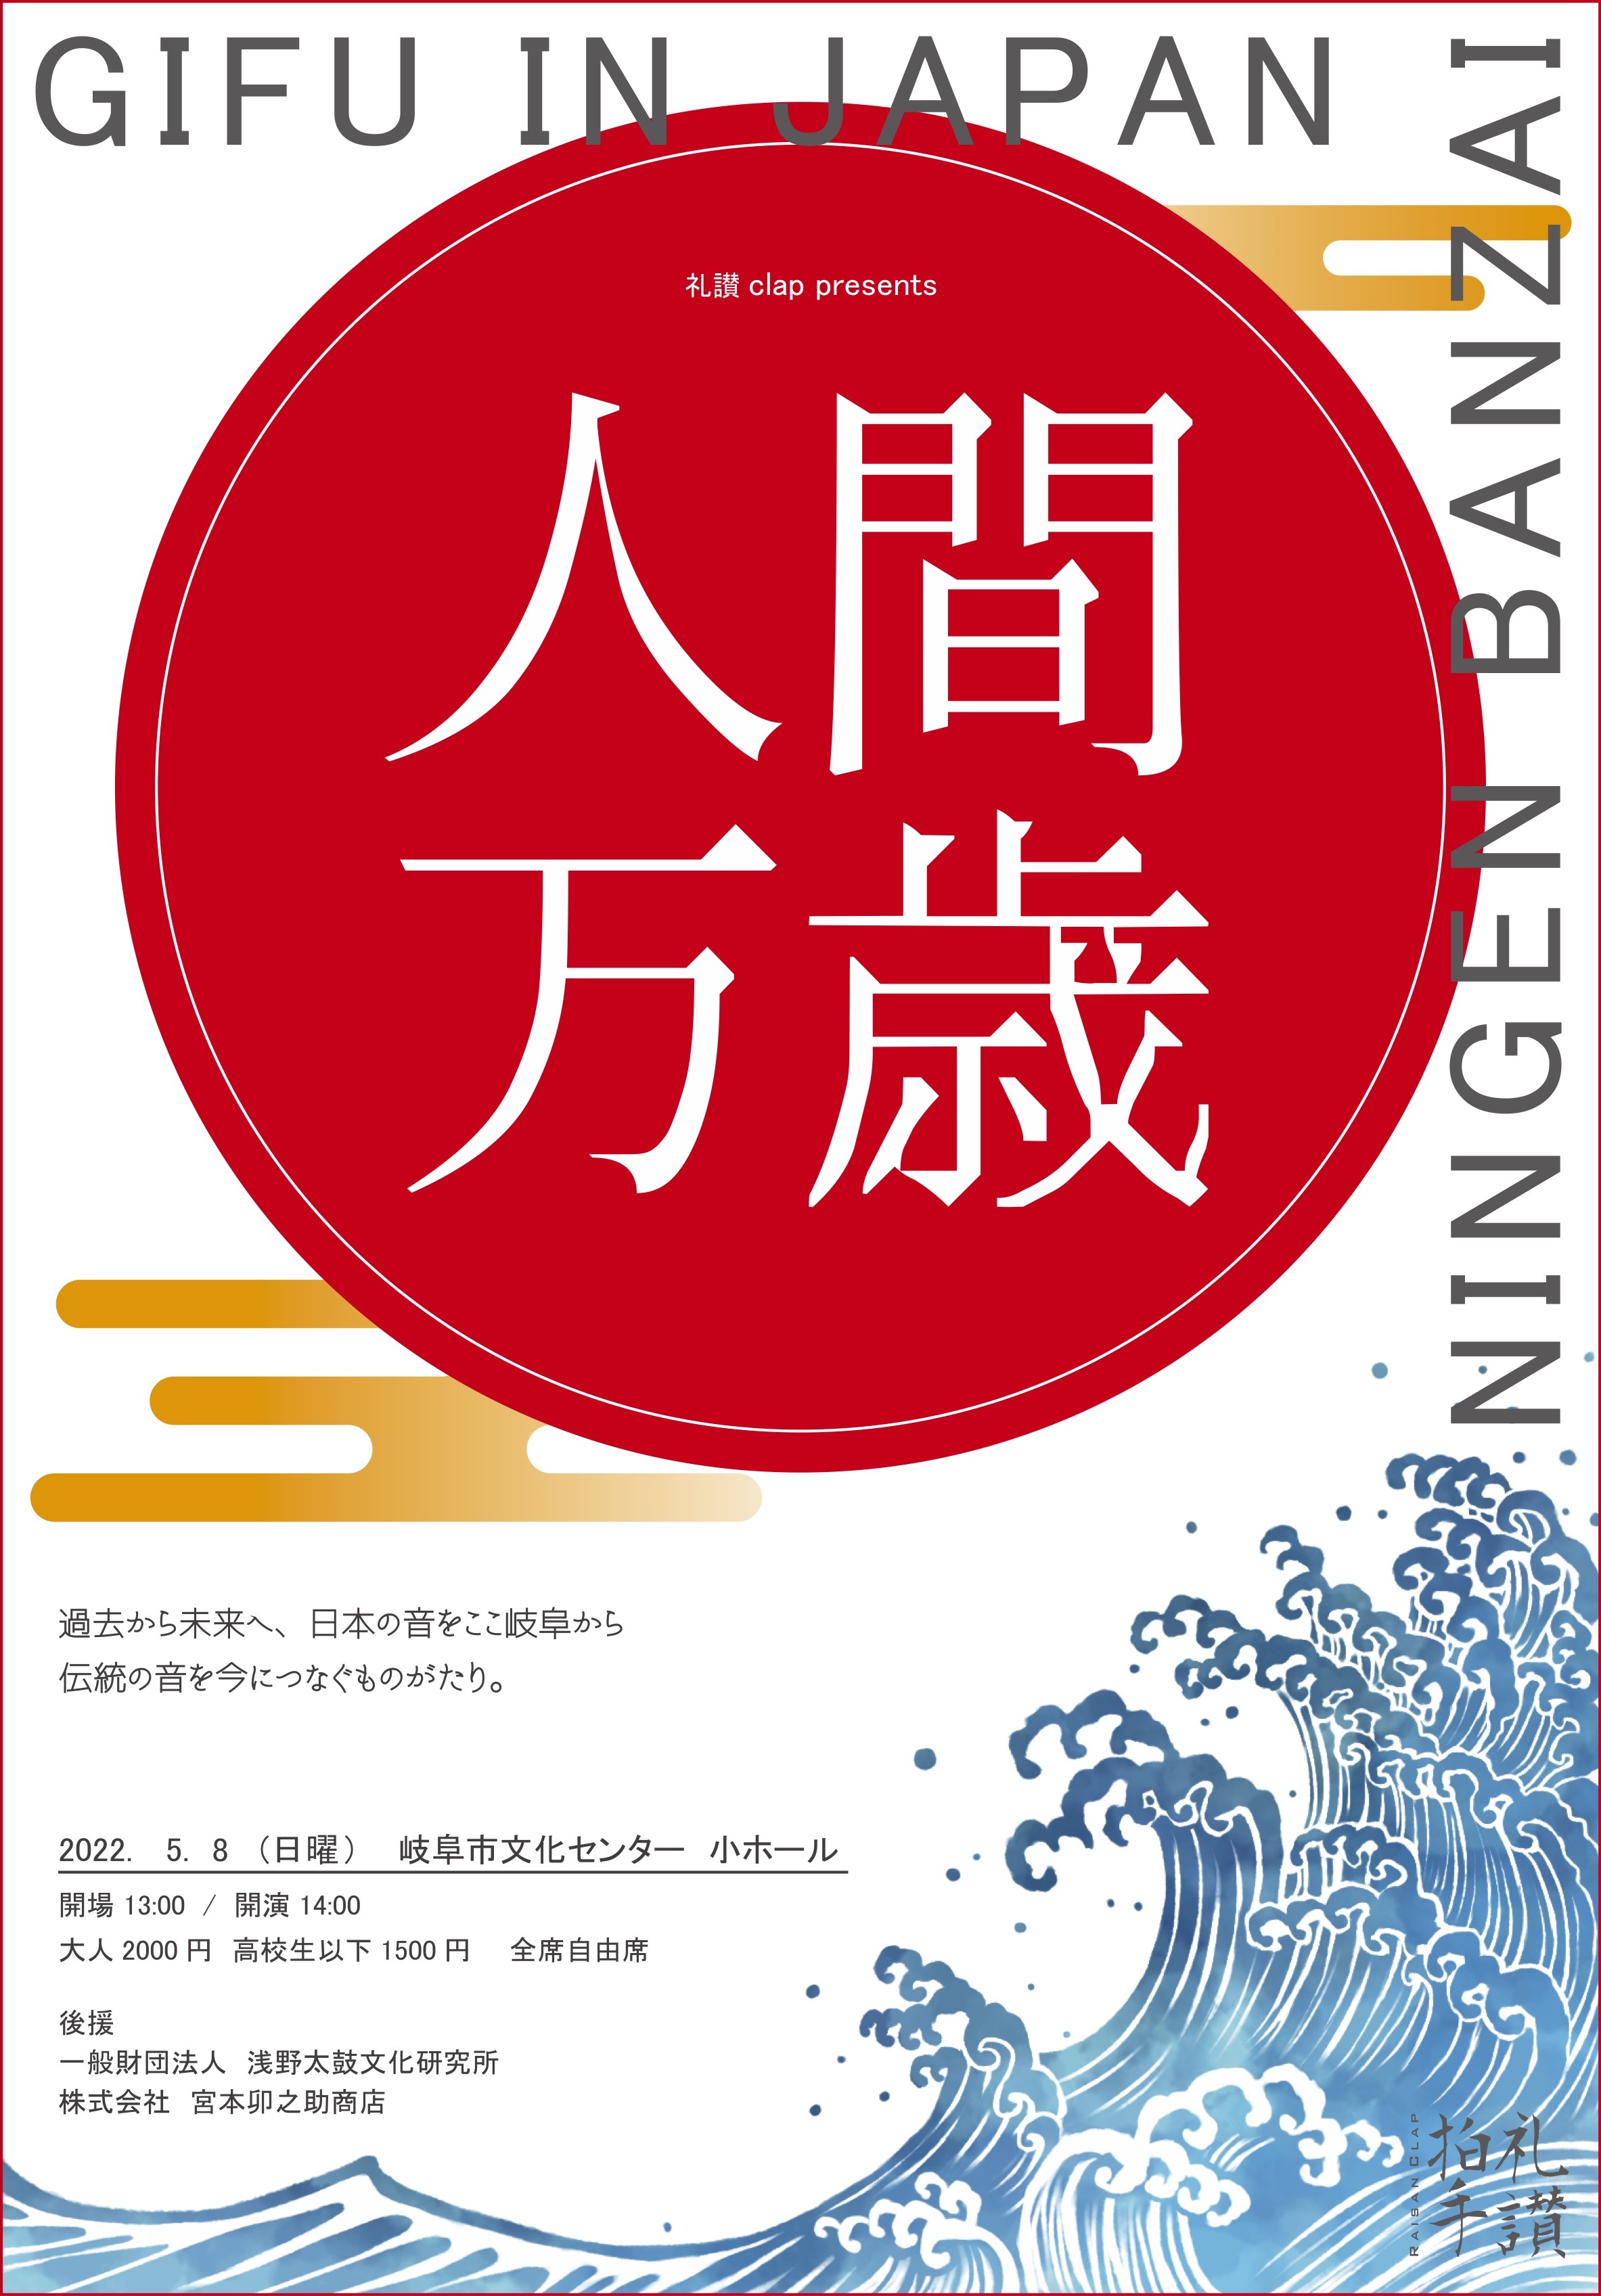 GIFU IN JAPAN
NINGEN BANZAI
礼讃 clap presents
人間
万歳
過去から未来へ、日本の音をここ岐阜から
伝統の音を今につなぐものがたり。
2022. 5. 8 （日曜） 岐阜市文化センター 小ホール
開場 13:00 / 開演 14:00
大人 2000 円 高校生以下 1500 円 全席自由席
後援
一般財団法人 浅野太鼓文化研究所
株式会社 宮本卯之助商店
礼讃
拍手
RAISAN CLAP